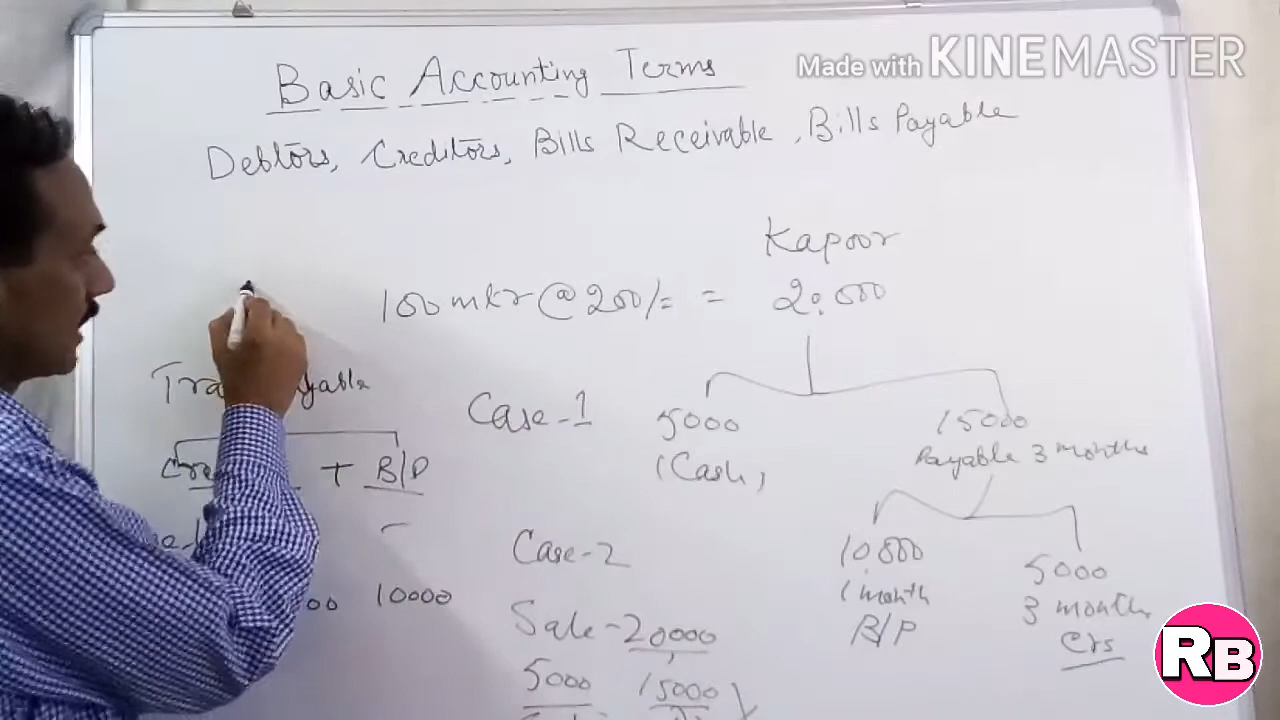 Made with KINEMASTER
Basic Accounting Terms
Debtors, Creditors, Bills Receivable, Bills Payable
Kapoor
100 mtr @ 200/= = 20,000
Case-1 5000 15000
(Cash) Payable 3 months
+ B/P
Case-2 10,000 5000
1 month 3 months
10000 B/P Crs
Sale-20000
5000 15000
RB